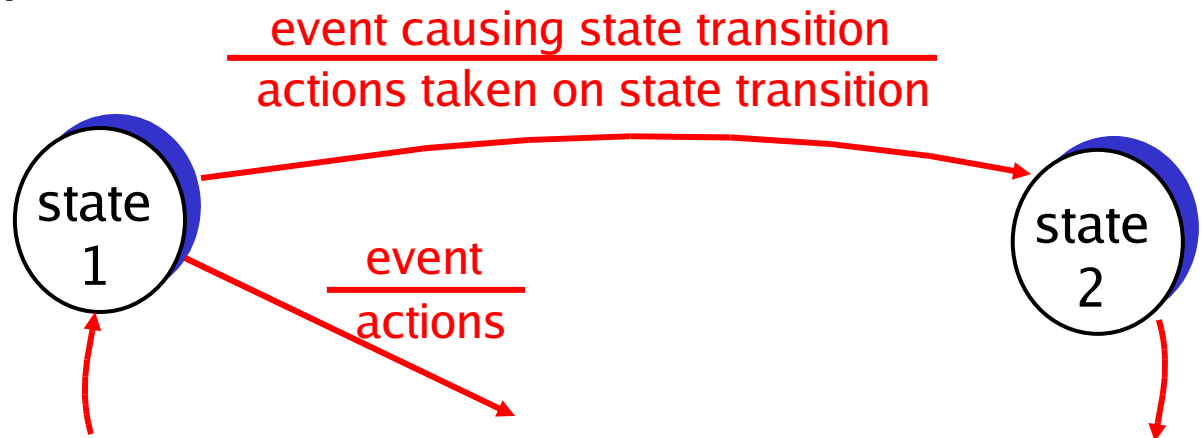 event causing state transition
actions taken on state transition
state
1
event
actions
state
2